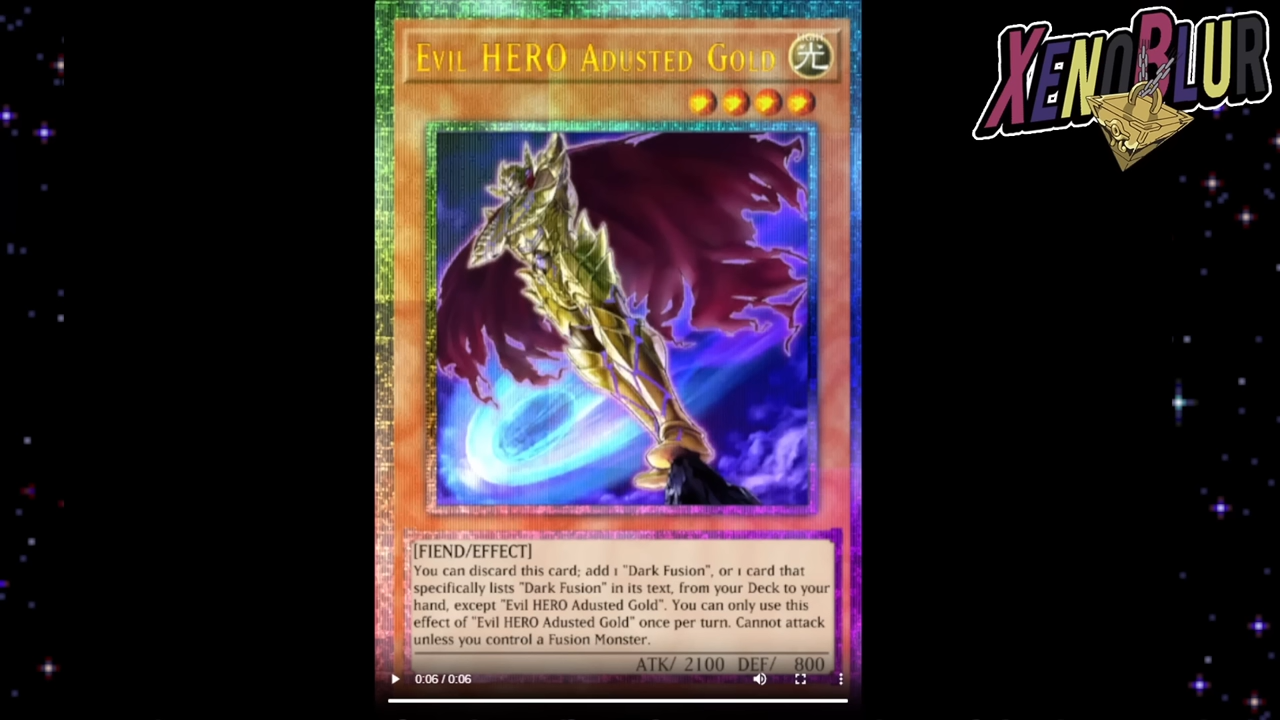 XENOBLUR
EVIL HERO ADUSTED GOLD
LIGHT
光
[FIEND/EFFECT]
You can discard this card; add 1 "Dark Fusion", or 1 card that
specifically lists "Dark Fusion" in its text, from your Deck to your
hand, except "Evil HERO Adusted Gold". You can only use this
effect of "Evil HERO Adusted Gold" once per turn. Cannot attack
unless you control a Fusion Monster.
ATK/ 2100 DEF/ 800
0:06 / 0:06